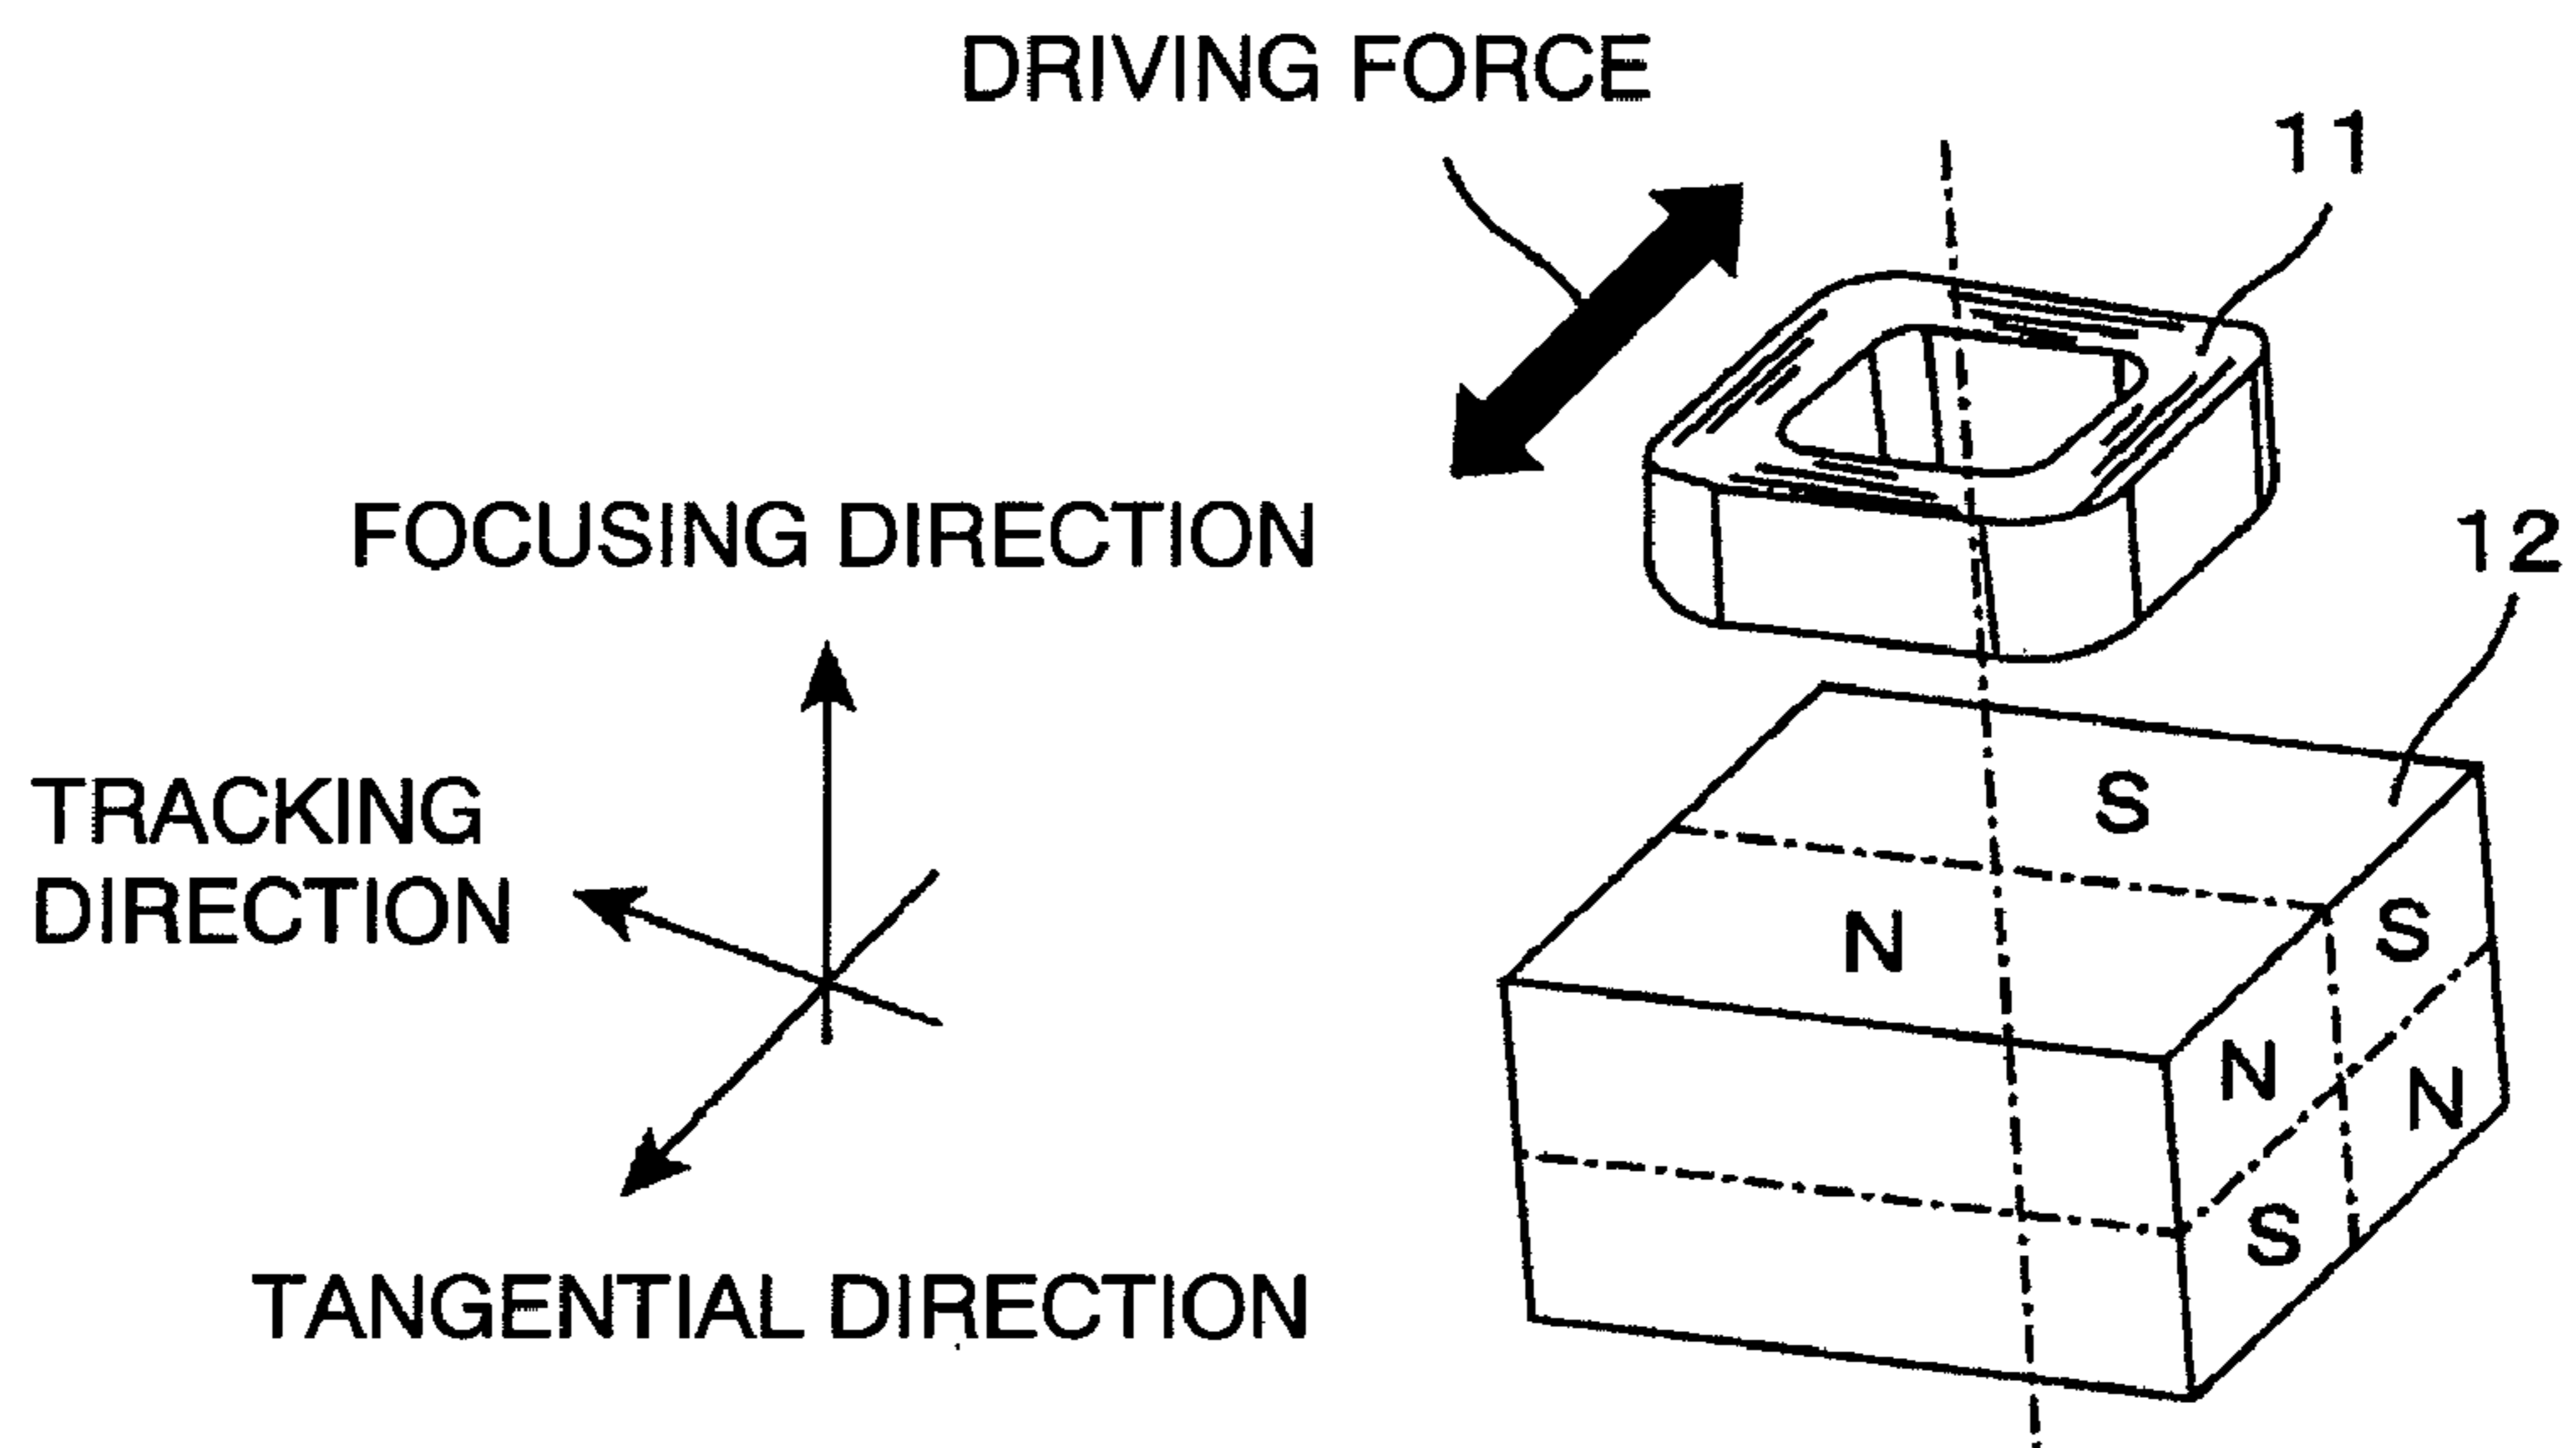 DRIVING FORCE
11
FOCUSING DIRECTION
12
TRACKING
DIRECTION
S
S
N
N
N
S
TANGENTIAL DIRECTION